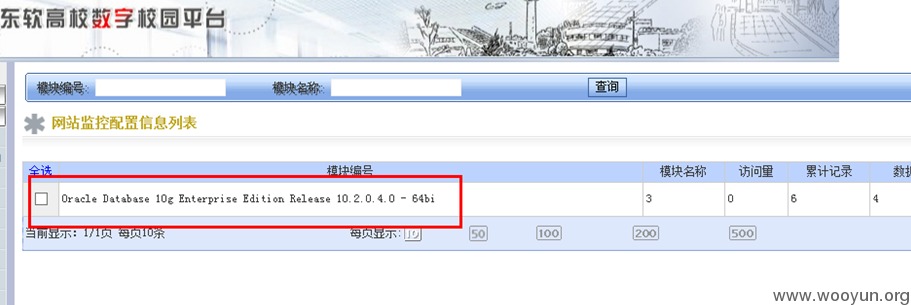 东软高校数字校园平台
模块编号: 模块名称: 查询
网站监控配置信息列表
全选 模块编号 模块名称 访问量 累计记录 数据
Oracle Database 10g Enterprise Edition Release 10.2.0.4.0 - 64bi 3 0 6 4
当前显示: 1/1页 每页10条 每页显示: 10 50 100 200 500
www.wooyun.org